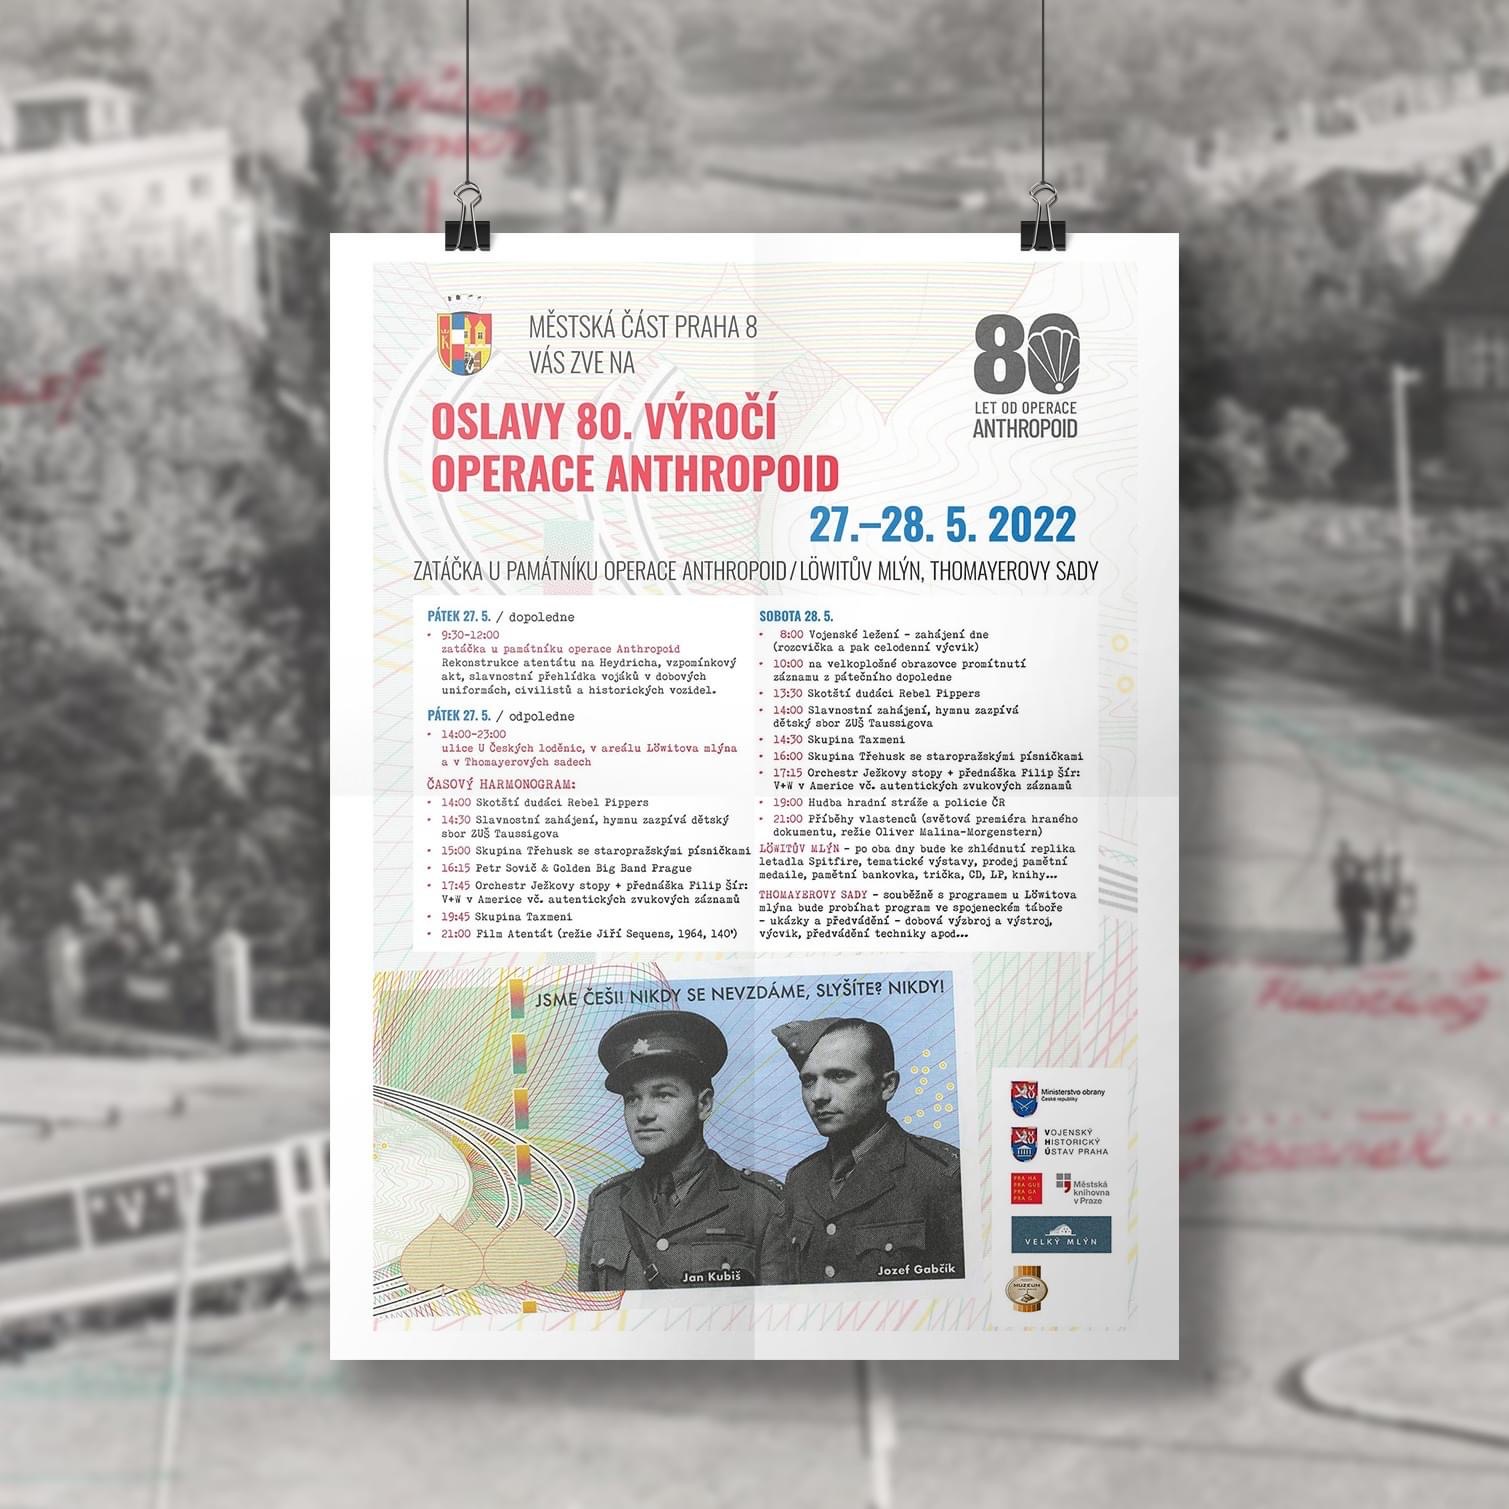 MĚSTSKÁ ČÁST PRAHA 8
VÁS ZVE NA
80
LET OD OPERACE
ANTHROPOID
OSLAVY 80. VÝROČÍ
OPERACE ANTHROPOID
27.–28. 5. 2022
ZATÁČKA U PAMÁTNÍKU OPERACE ANTHROPOID/LÖWITŮV MLÝN, THOMAYEROVY SADY
PÁTEK 27. 5. / dopoledne
• 9:30-12:00
zatáčka u památníku operace Anthropoid
Rekonstrukce atentátu na Heydricha, vzpomínkový
akt, slavnostní přehlídka vojáků v dobových
uniformách, civilistů a historických vozidel.
PÁTEK 27. 5. / odpoledne
• 14:00-23:00
ulice U Českých loděnic, v areálu Löwitova mlýna
a v Thomayerových sadech
ČASOVÝ HARMONOGRAM:
• 14:00 Skotští dudáci Rebel Pippers
• 14:30 Slavnostní zahájení, hymnu zazpívá dětský
sbor ZUŠ Taussigova
• 15:00 Skupina Třehusk se staropražskými písničkami
• 16:15 Petr Sovič & Golden Big Band Prague
• 17:45 Orchestr Ježkovy stopy + přednáška Filip Šír:
V+W v Americe vč. autentických zvukových záznamů
• 19:45 Skupina Taxmeni
• 21:00 Film Atentát (režie Jiří Sequens, 1964, 140')
SOBOTA 28. 5.
• 8:00 Vojenské ležení - zahájení dne
(rozcvička a pak celodenní výcvik)
• 10:00 na velkoplošné obrazovce promítnutí
záznamu z pátečního dopoledne
• 13:30 Skotští dudáci Rebel Pippers
• 14:00 Slavnostní zahájení, hymnu zazpívá
dětský sbor ZUŠ Taussigova
• 14:30 Skupina Taxmeni
• 16:00 Skupina Třehusk se staropražskými písničkami
• 17:15 Orchestr Ježkovy stopy + přednáška Filip Šír:
V+W v Americe vč. autentických zvukových záznamů
• 19:00 Hudba hradní stráže a policie ČR
• 21:00 Příběhy vlastenců (světová premiéra hraného
dokumentu, režie Oliver Malina-Morgenstern)
LÖWITŮV MLÝN - po oba dny bude ke zhlédnutí replika
letadla Spitfire, tematické výstavy, prodej pamětní
medaile, pamětní bankovka, trička, CD, LP, knihy...
THOMAYEROVY SADY - souběžně s programem u Löwitova
mlýna bude probíhat program ve spojeneckém táboře
- ukázky a předvádění - dobová výzbroj a výstroj,
výcvik, předvádění techniky apod...
JSME ČEŠI! NIKDY SE NEVZDÁME, SLYŠÍTE? NIKDY!
Jan Kubiš
Jozef Gabčík
Ministerstvo obrany
České republiky
VOJENSKÝ
HISTORICKÝ
ÚSTAV PRAHA
PRA HA
PRA GUE
PRA GA
PRA G
Městská
knihovna
v Praze
VELKÝ MLÝN
MUZEUM